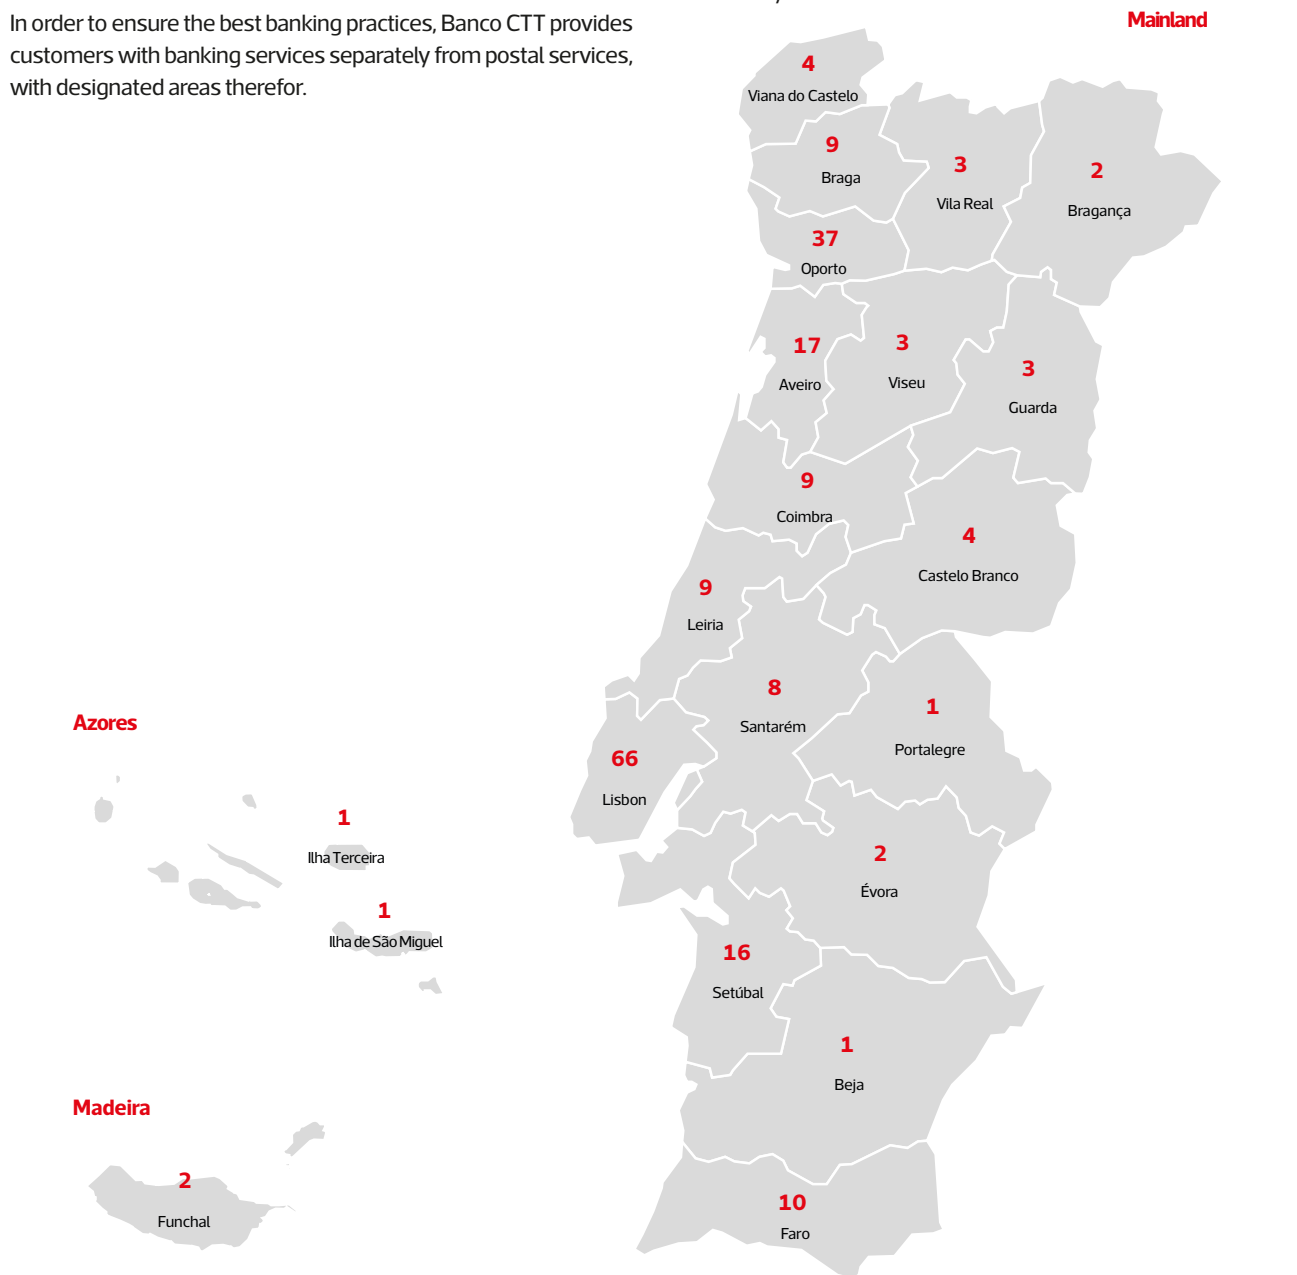 In order to ensure the best banking practices, Banco CTT provides
customers with banking services separately from postal services,
with designated areas therefor.
Mainland
4
Viana do Castelo
9
Braga
3
Vila Real
2
Bragança
37
Oporto
17
Aveiro
3
Viseu
3
Guarda
9
Coimbra
4
Castelo Branco
9
Leiria
8
Santarém
1
Portalegre
66
Lisbon
2
Évora
16
Setúbal
1
Beja
10
Faro
Azores
1
Ilha Terceira
1
Ilha de São Miguel
Madeira
2
Funchal